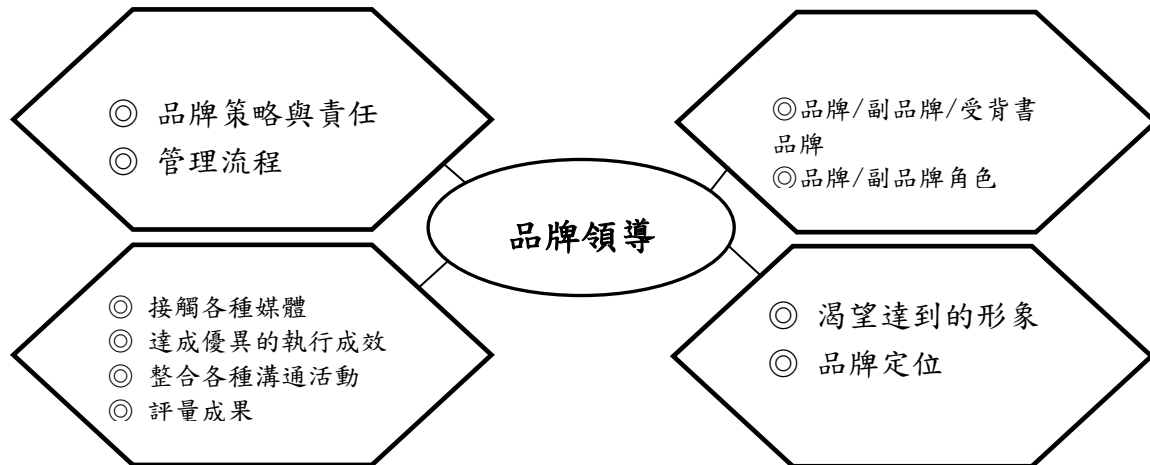 ◎ 品牌策略與責任
◎ 管理流程
◎品牌/副品牌/受背書
品牌
◎品牌/副品牌角色
品牌領導
◎ 接觸各種媒體
◎ 達成優異的執行成效
◎ 整合各種溝通活動
◎ 評量成果
◎ 渴望達到的形象
◎ 品牌定位